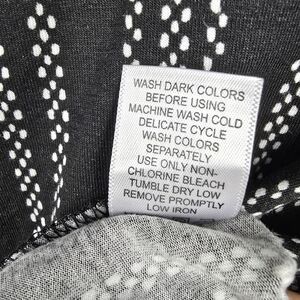 WASH DARK COLORS
BEFORE USING
MACHINE WASH COLD
DELICATE CYCLE
WASH COLORS
SEPARATELY
USE ONLY NON-
CHLORINE BLEACH
TUMBLE DRY LOW
REMOVE PROMPTLY
LOW IRON